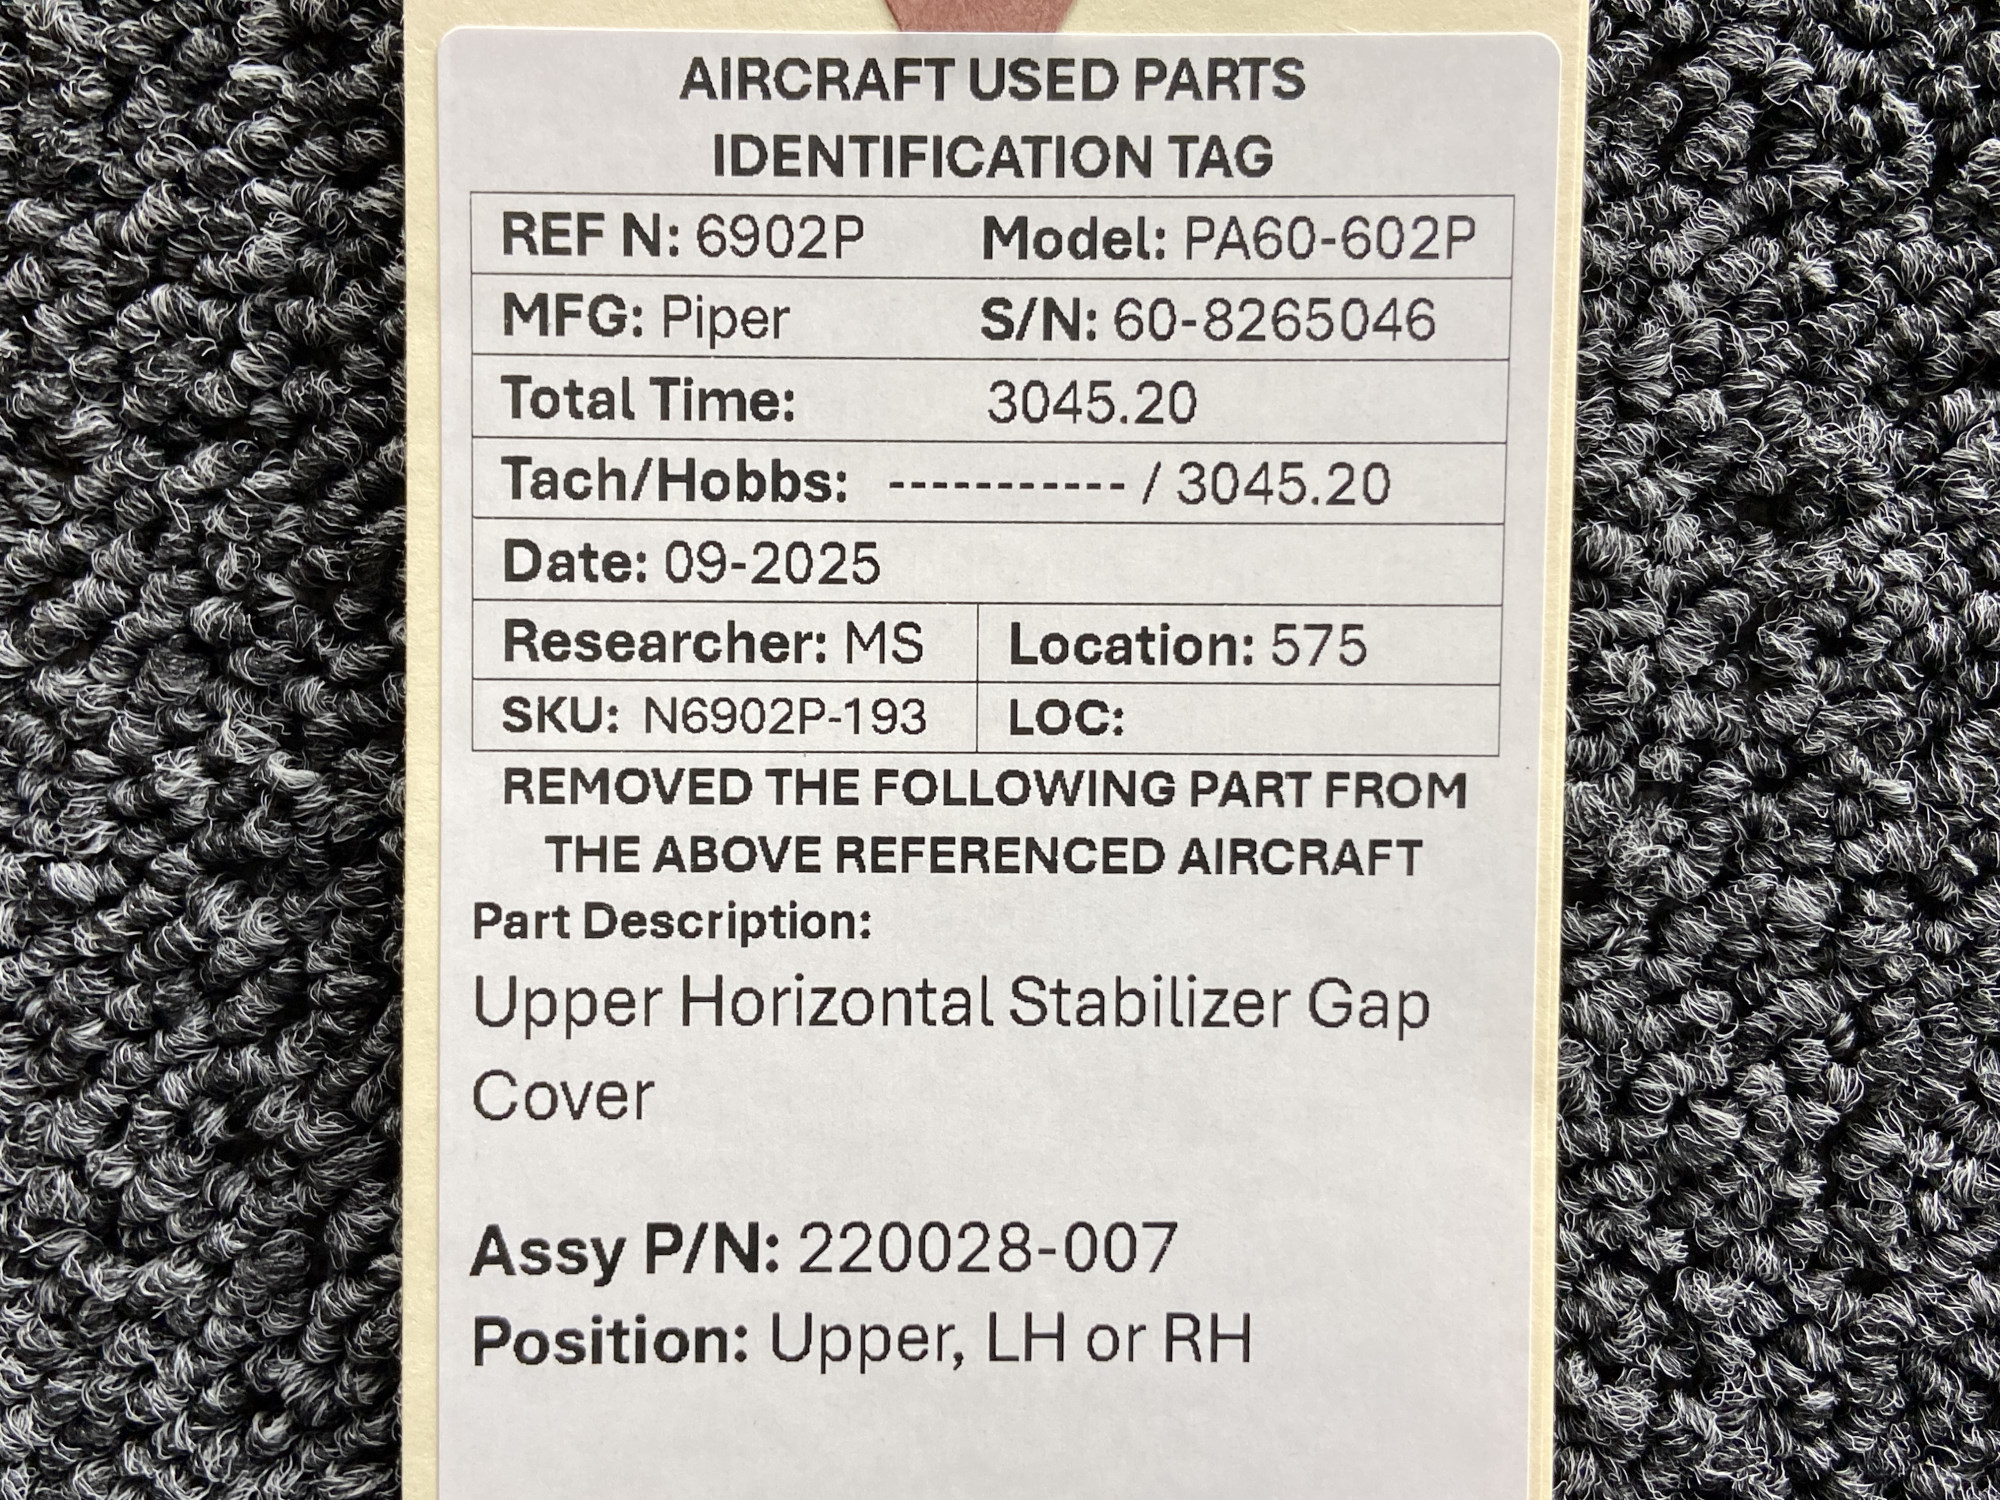 AIRCRAFT USED PARTS
IDENTIFICATION TAG
REF N: 6902P Model: PA60-602P
MFG: Piper S/N: 60-8265046
Total Time: 3045.20
Tach/Hobbs: ----------- / 3045.20
Date: 09-2025
Researcher: MS Location: 575
SKU: N6902P-193 LOC:
REMOVED THE FOLLOWING PART FROM
THE ABOVE REFERENCED AIRCRAFT
Part Description:
Upper Horizontal Stabilizer Gap
Cover
Assy P/N: 220028-007
Position: Upper, LH or RH